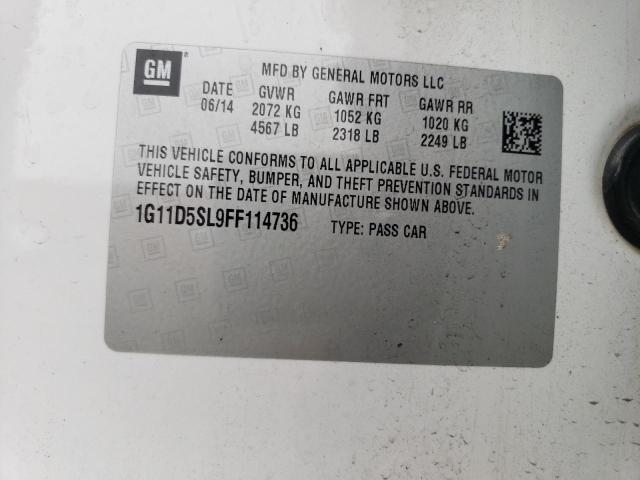 GM
MFD BY GENERAL MOTORS LLC
DATE GVWR GAWR FRT GAWR RR
06/14 2072 KG 1052 KG 1020 KG
4567 LB 2318 LB 2249 LB
THIS VEHICLE CONFORMS TO ALL APPLICABLE U.S. FEDERAL MOTOR
VEHICLE SAFETY, BUMPER, AND THEFT PREVENTION STANDARDS IN
EFFECT ON THE DATE OF MANUFACTURE SHOWN ABOVE.
1G11D5SL9FF114736 TYPE: PASS CAR